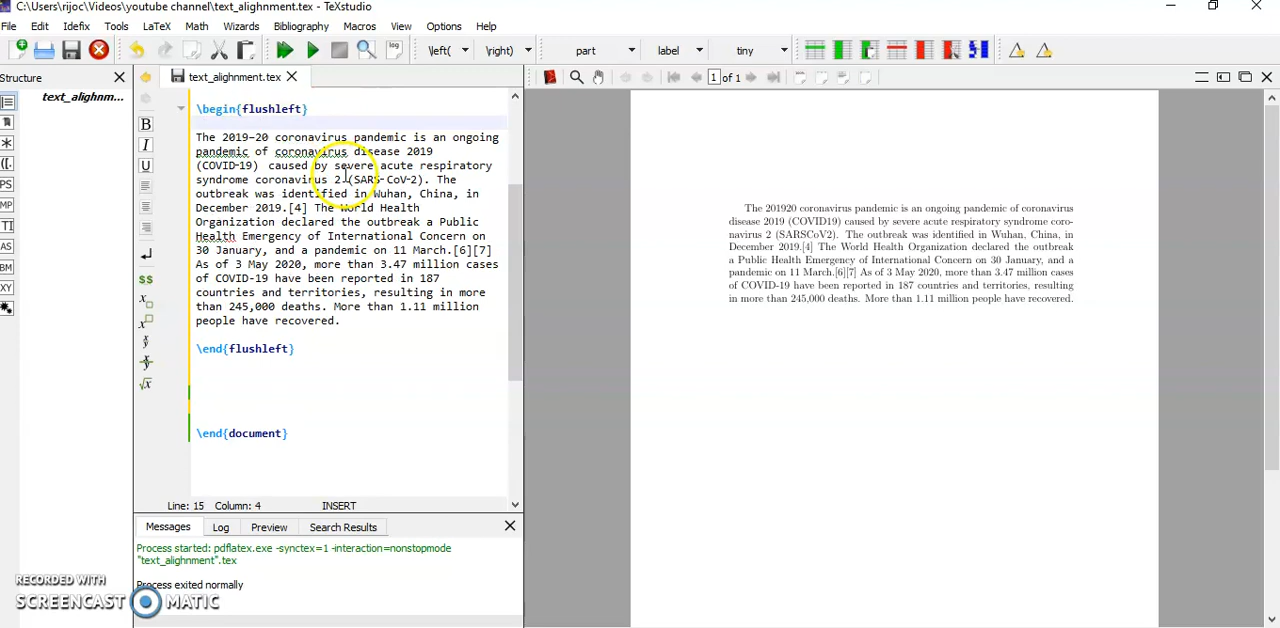 C:\Users\rijoc\Videos\youtube channel\text_alighnment.tex - TeXstudio
File Edit Idefix Tools LaTeX Math Wizards Bibliography Macros View Options Help
\left( \right) part label tiny
Structure
text_alighnment.tex
1 of 1
text_alighnm...
\begin{flushleft}
The 2019–20 coronavirus pandemic is an ongoing
pandemic of coronavirus disease 2019
(COVID‑19) caused by severe acute respiratory
syndrome coronavirus 2 (SARS‑CoV‑2). The
outbreak was identified in Wuhan, China, in
December 2019.[4] The World Health
Organization declared the outbreak a Public
Health Emergency of International Concern on
30 January, and a pandemic on 11 March.[6][7]
As of 3 May 2020, more than 3.47 million cases
of COVID-19 have been reported in 187
countries and territories, resulting in more
than 245,000 deaths. More than 1.11 million
people have recovered.
\end{flushleft}
\end{document}
Line: 15 Column: 4 INSERT
Messages Log Preview Search Results
Process started: pdflatex.exe -synctex=1 -interaction=nonstopmode
"text_alighnment".tex
Process exited normally
The 201920 coronavirus pandemic is an ongoing pandemic of coronavirus
disease 2019 (COVID19) caused by severe acute respiratory syndrome coro-
navirus 2 (SARSCoV2). The outbreak was identified in Wuhan, China, in
December 2019.[4] The World Health Organization declared the outbreak
a Public Health Emergency of International Concern on 30 January, and a
pandemic on 11 March.[6][7] As of 3 May 2020, more than 3.47 million cases
of COVID-19 have been reported in 187 countries and territories, resulting
in more than 245,000 deaths. More than 1.11 million people have recovered.
RECORDED WITH
SCREENCAST MATIC